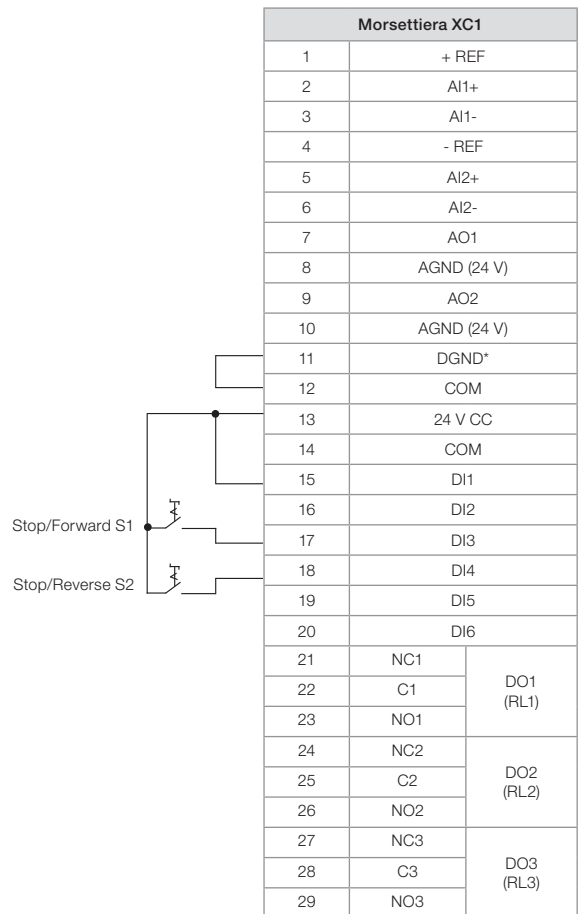 Morsettiera XC1
1 + REF
2 AI1+
3 AI1-
4 - REF
5 AI2+
6 AI2-
7 AO1
8 AGND (24 V)
9 AO2
10 AGND (24 V)
11 DGND*
12 COM
13 24 V CC
14 COM
15 DI1
16 DI2
Stop/Forward S1
17 DI3
18 DI4
Stop/Reverse S2
19 DI5
20 DI6
21 NC1
22 C1
23 NO1
DO1
(RL1)
24 NC2
25 C2
26 NO2
DO2
(RL2)
27 NC3
28 C3
29 NO3
DO3
(RL3)